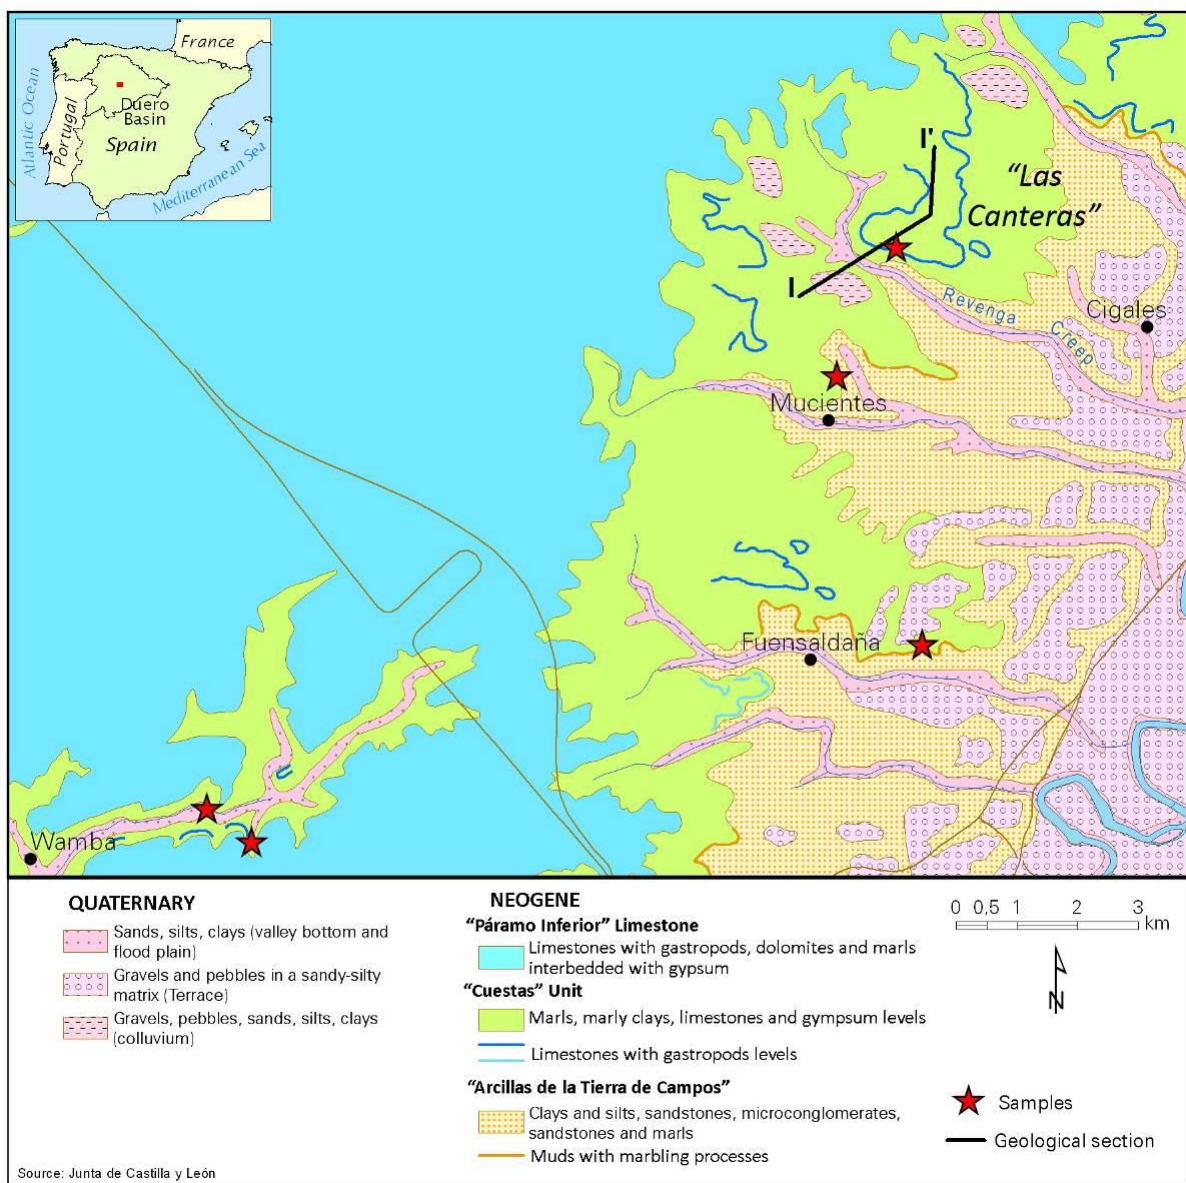 France
Atlantic Ocean
Portugal
Duero
Basin
Spain
Mediterranean Sea
I'
"Las
Canteras"
I
Revenga
Creep
Cigales
Mucientes
Fuensaldaña
Wamba
QUATERNARY
Sands, silts, clays (valley bottom and
flood plain)
Gravels and pebbles in a sandy-silty
matrix (Terrace)
Gravels, pebbles, sands, silts, clays
(colluvium)
NEOGENE
"Páramo Inferior" Limestone
Limestones with gastropods, dolomites and marls
interbedded with gypsum
"Cuestas" Unit
Marls, marly clays, limestones and gympsum levels
Limestones with gastropods levels
"Arcillas de la Tierra de Campos"
Clays and silts, sandstones, microconglomerates,
sandstones and marls
Muds with marbling processes
0 0,5 1 2 3
km
N
Samples
Geological section
Source: Junta de Castilla y León